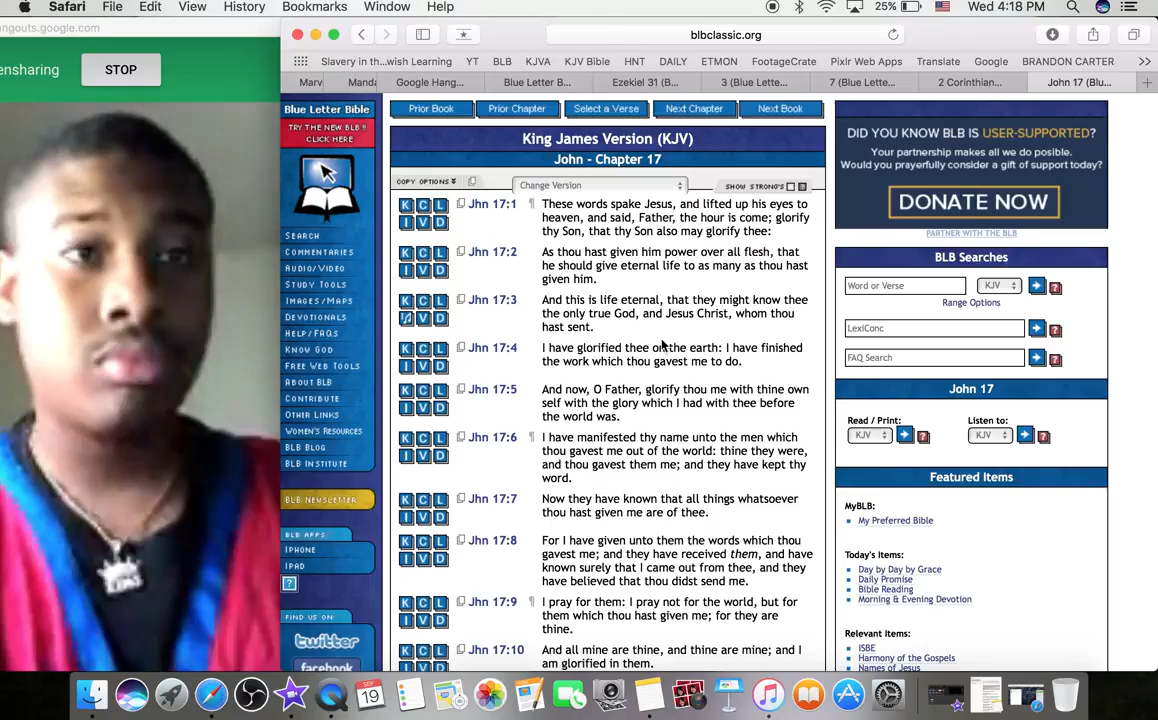 Safari File Edit View History Bookmarks Window Help 25% Wed 4:18 PM
angouts.google.com
ensharing STOP
blbclassic.org
Slavery in th...wish Learning YT BLB KJVA KJV Bible HNT DAILY ETMON FootageCrate Pixlr Web Apps Translate Google BRANDON CARTER >>
Marv Manda Google Hang... Blue Letter B... Ezekiel 31 (B... 3 (Blue Lette... 7 (Blue Lette... 2 Corinthian... John 17 (Blu...
Blue Letter Bible
TRY THE NEW BLB !!
CLICK HERE
SEARCH
COMMENTARIES
AUDIO/VIDEO
STUDY TOOLS
IMAGES/MAPS
DEVOTIONALS
HELP/FAQS
KNOW GOD
FREE WEB TOOLS
ABOUT BLB
CONTRIBUTE
OTHER LINKS
WOMEN'S RESOURCES
BLB BLOG
BLB INSTITUTE
BLB NEWSLETTER
BLB APPS
IPHONE
IPAD
?
FIND US ON:
twitter
facebook
Prior Book Prior Chapter Select a Verse Next Chapter Next Book
King James Version (KJV)
John - Chapter 17
COPY OPTIONS Change Version SHOW STRONG'S
K C L Jhn 17:1 ¶ These words spake Jesus, and lifted up his eyes to
I V D heaven, and said, Father, the hour is come; glorify
thy Son, that thy Son also may glorify thee:
K C L Jhn 17:2 As thou hast given him power over all flesh, that
I V D he should give eternal life to as many as thou hast
given him.
K C L Jhn 17:3 And this is life eternal, that they might know thee
V D the only true God, and Jesus Christ, whom thou
hast sent.
K C L Jhn 17:4 I have glorified thee on the earth: I have finished
I V D the work which thou gavest me to do.
K C L Jhn 17:5 And now, O Father, glorify thou me with thine own
I V D self with the glory which I had with thee before
the world was.
K C L Jhn 17:6 ¶ I have manifested thy name unto the men which
I V D thou gavest me out of the world: thine they were,
and thou gavest them me; and they have kept thy
word.
K C L Jhn 17:7 Now they have known that all things whatsoever
I V D thou hast given me are of thee.
K C L Jhn 17:8 For I have given unto them the words which thou
I V D gavest me; and they have received them, and have
known surely that I came out from thee, and they
have believed that thou didst send me.
K C L Jhn 17:9 ¶ I pray for them: I pray not for the world, but for
I V D them which thou hast given me; for they are
thine.
K C L Jhn 17:10 And all mine are thine, and thine are mine; and I
I V D am glorified in them.
DID YOU KNOW BLB IS USER-SUPPORTED?
Your partnership makes all we do posible.
Would you prayerfully consider a gift of support today?
DONATE NOW
PARTNER WITH THE BLB
BLB Searches
Word or Verse KJV ?
Range Options
LexiConc ?
FAQ Search ?
John 17
Read / Print: Listen to:
KJV ? KJV ?
Featured Items
MyBLB:
My Preferred Bible
Today's Items:
Day by Day by Grace
Daily Promise
Bible Reading
Morning & Evening Devotion
Relevant Items:
ISBE
Harmony of the Gospels
Names of Jesus
SEP
19